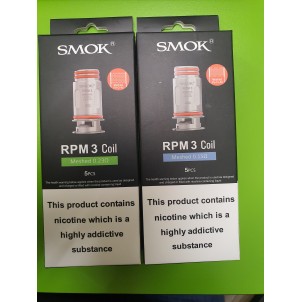 SMOK®
RPM 3 Coil
Meshed 0.23Ω
5PCS
This product contains
nicotine which is a
highly addictive
substance
SMOK®
RPM 3 Coil
Meshed 0.15Ω
5PCS
This product contains
nicotine which is a
highly addictive
substance